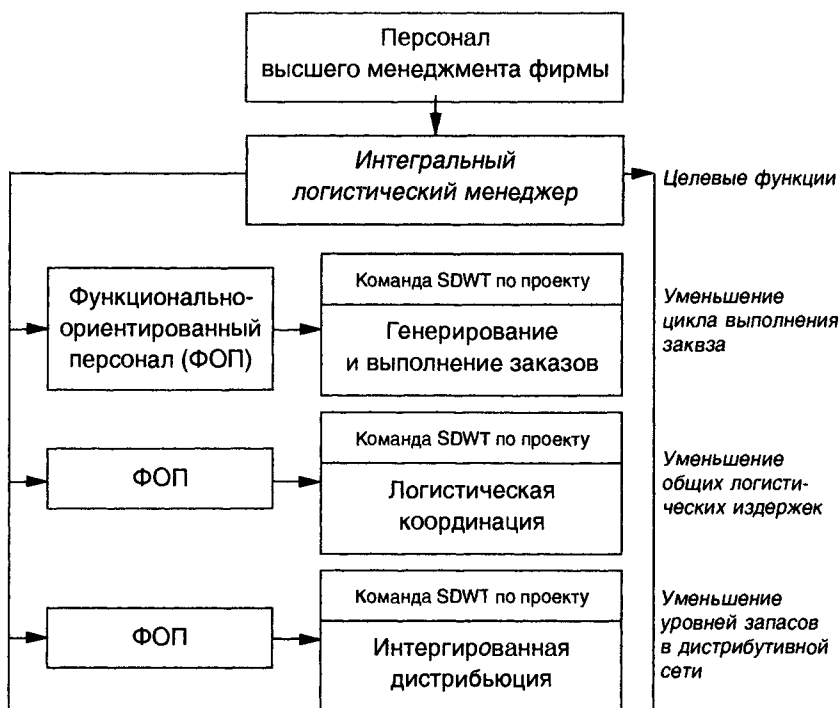 Персонал
высшего менеджмента фирмы
Интегральный
логистический менеджер
Целевые функции
Функционально-
ориентированный
персонал (ФОП)
Команда SDWT по проекту
Генерирование
и выполнение заказов
Уменьшение
цикла выполнения
заквза
ФОП
Команда SDWT по проекту
Логистическая
координация
Уменьшение
общих логисти-
ческих издержек
ФОП
Команда SDWT по проекту
Интергированная
дистрибьюция
Уменьшение
уровней запасов
в дистрибутивной
сети